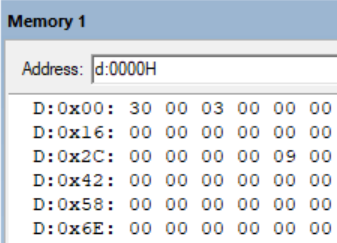 Memory 1
Address: d:0000H
D:0x00: 30 00 03 00 00 00
D:0x16: 00 00 00 00 00 00
D:0x2C: 00 00 00 00 09 00
D:0x42: 00 00 00 00 00 00
D:0x58: 00 00 00 00 00 00
D:0x6E: 00 00 00 00 00 00